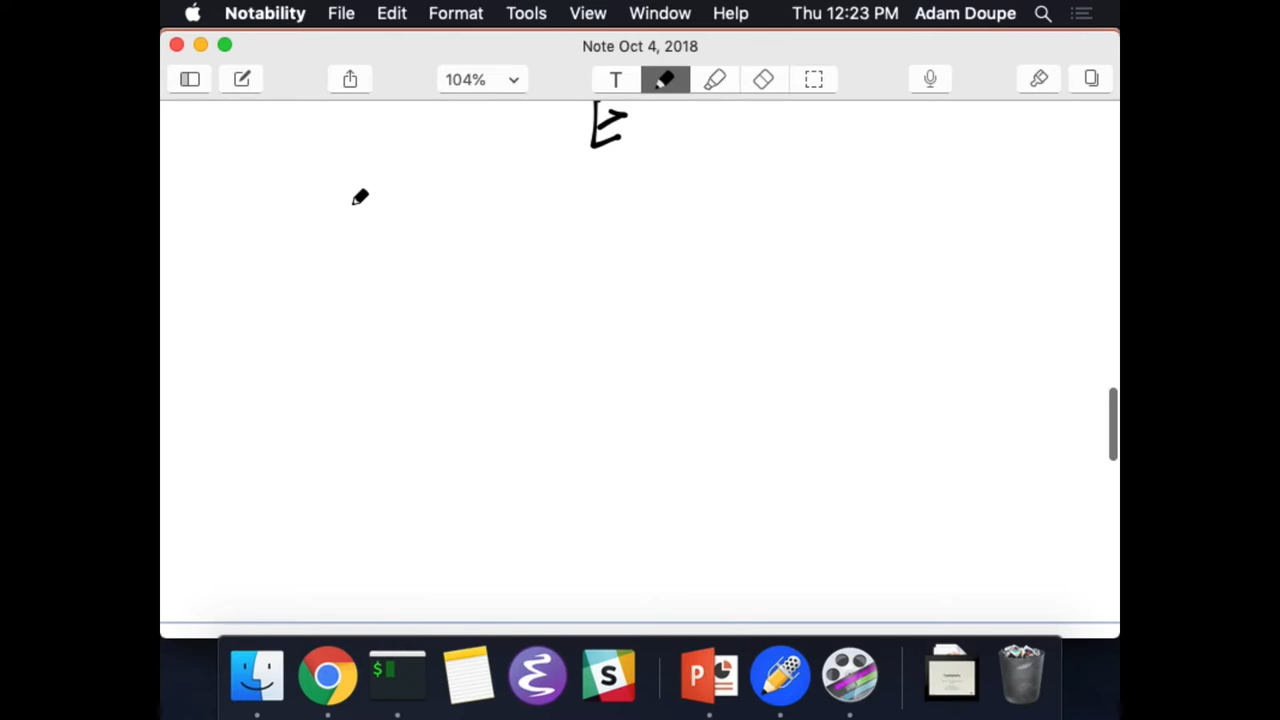 Notability File Edit Format Tools View Window Help Thu 12:23 PM Adam Doupe
Note Oct 4, 2018
104% T
E
$
S
P